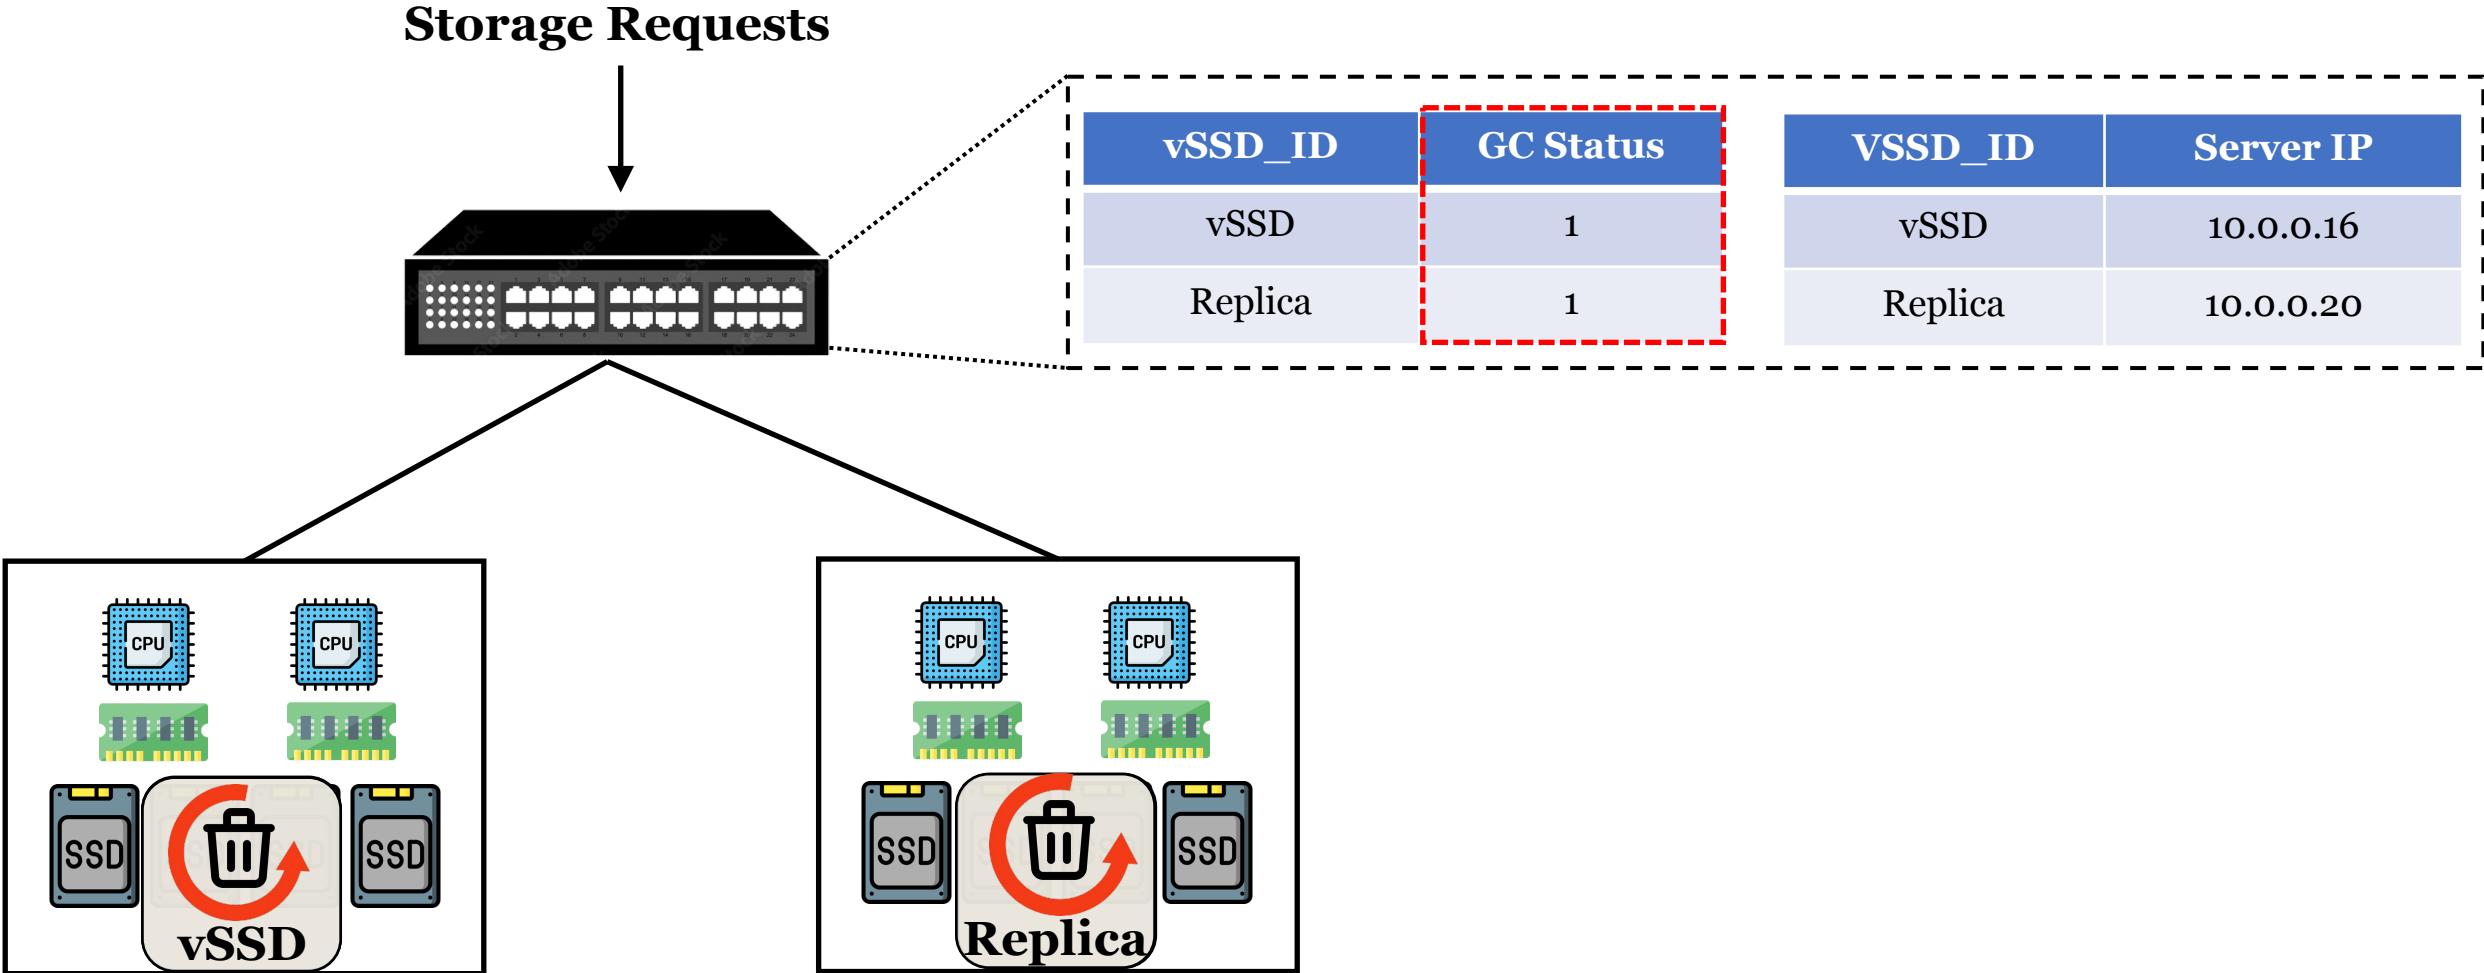 Storage Requests
vSSD_ID GC Status
vSSD 1
Replica 1
VSSD_ID Server IP
vSSD 10.0.0.16
Replica 10.0.0.20
CPU CPU
SSD SSD
vSSD
CPU CPU
SSD SSD
Replica